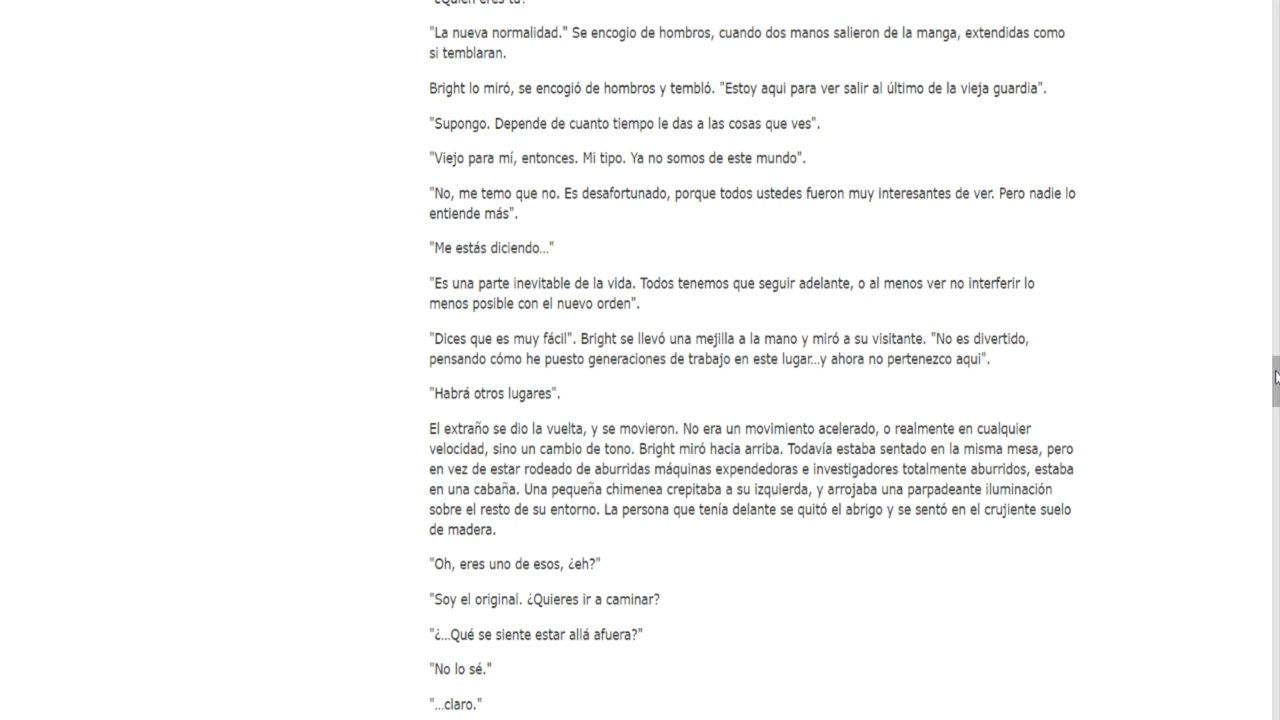 "¿Quién eres tú?"
"La nueva normalidad." Se encogio de hombros, cuando dos manos salieron de la manga, extendidas como
si temblaran.
Bright lo miró, se encogió de hombros y tembló. "Estoy aqui para ver salir al último de la vieja guardia".
"Supongo. Depende de cuanto tiempo le das a las cosas que ves".
"Viejo para mí, entonces. Mi tipo. Ya no somos de este mundo".
"No, me temo que no. Es desafortunado, porque todos ustedes fueron muy interesantes de ver. Pero nadie lo
entiende más".
"Me estás diciendo..."
"Es una parte inevitable de la vida. Todos tenemos que seguir adelante, o al menos ver no interferir lo
menos posible con el nuevo orden".
"Dices que es muy fácil". Bright se llevó una mejilla a la mano y miró a su visitante. "No es divertido,
pensando cómo he puesto generaciones de trabajo en este lugar...y ahora no pertenezco aqui".
"Habrá otros lugares".
El extraño se dio la vuelta, y se movieron. No era un movimiento acelerado, o realmente en cualquier
velocidad, sino un cambio de tono. Bright miró hacia arriba. Todavía estaba sentado en la misma mesa, pero
en vez de estar rodeado de aburridas máquinas expendedoras e investigadores totalmente aburridos, estaba
en una cabaña. Una pequeña chimenea crepitaba a su izquierda, y arrojaba una parpadeante iluminación
sobre el resto de su entorno. La persona que tenía delante se quitó el abrigo y se sentó en el crujiente suelo
de madera.
"Oh, eres uno de esos, ¿eh?"
"Soy el original. ¿Quieres ir a caminar?
"¿...Qué se siente estar allá afuera?"
"No lo sé."
"...claro."